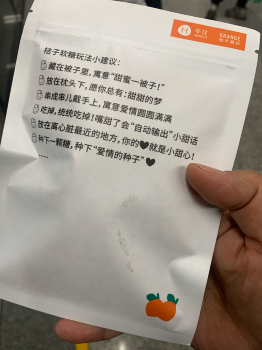 华住
ORANGE
桔子软糖玩法小建议：
藏在被子里，寓意“甜蜜一被子！”
放在枕头下，愿你总有：甜甜的梦
串成串儿戴手上，寓意爱情圆圆满满
吃掉，统统吃掉！嘴甜了会“自动输出”小甜话
放在离心脏最近的地方，你的♥就是小甜心！
种下一颗糖，种下“爱情的种子”♥
......